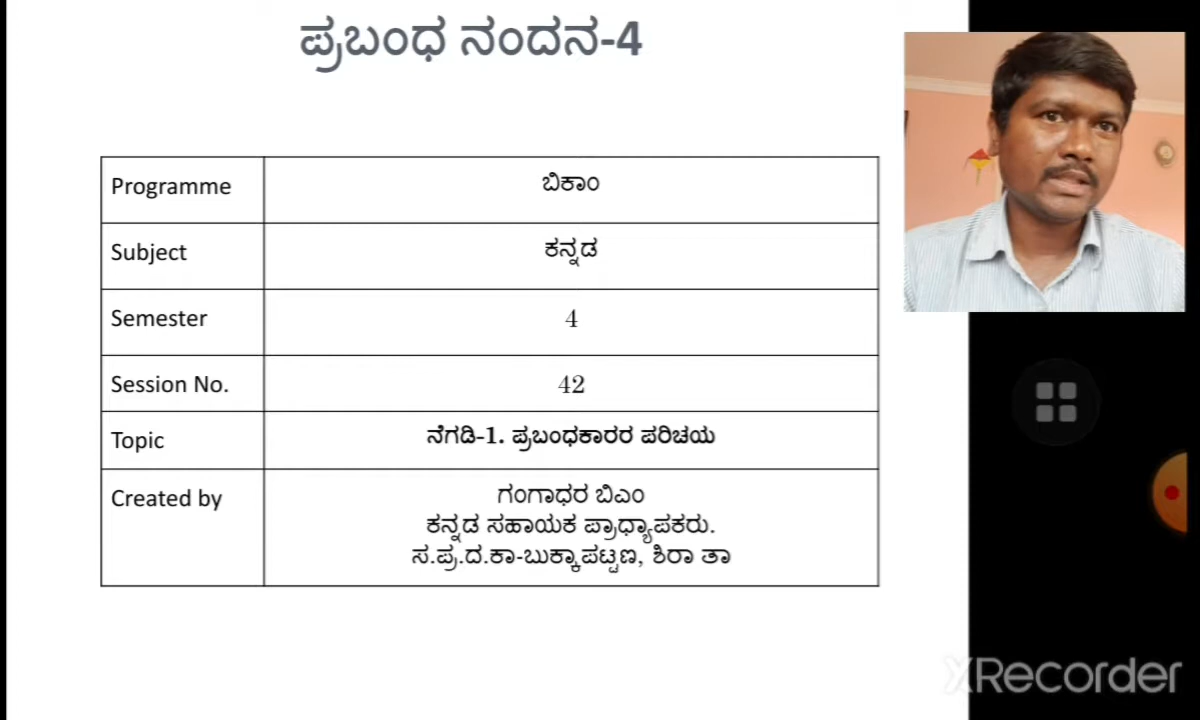 ಪ್ರಬಂಧ ನಂದನ-4
Programme ಬಿಕಾಂ
Subject ಕನ್ನಡ
Semester 4
Session No. 42
Topic ನೆಗಡಿ-1. ಪ್ರಬಂಧಕಾರರ ಪರಿಚಯ
Created by ಗಂಗಾಧರ ಬಿಎಂ
ಕನ್ನಡ ಸಹಾಯಕ ಪ್ರಾಧ್ಯಾಪಕರು.
ಸ.ಪ್ರ.ದ.ಕಾ-ಬುಕ್ಕಾಪಟ್ಟಣ, ಶಿರಾ ತಾ
XRecorder